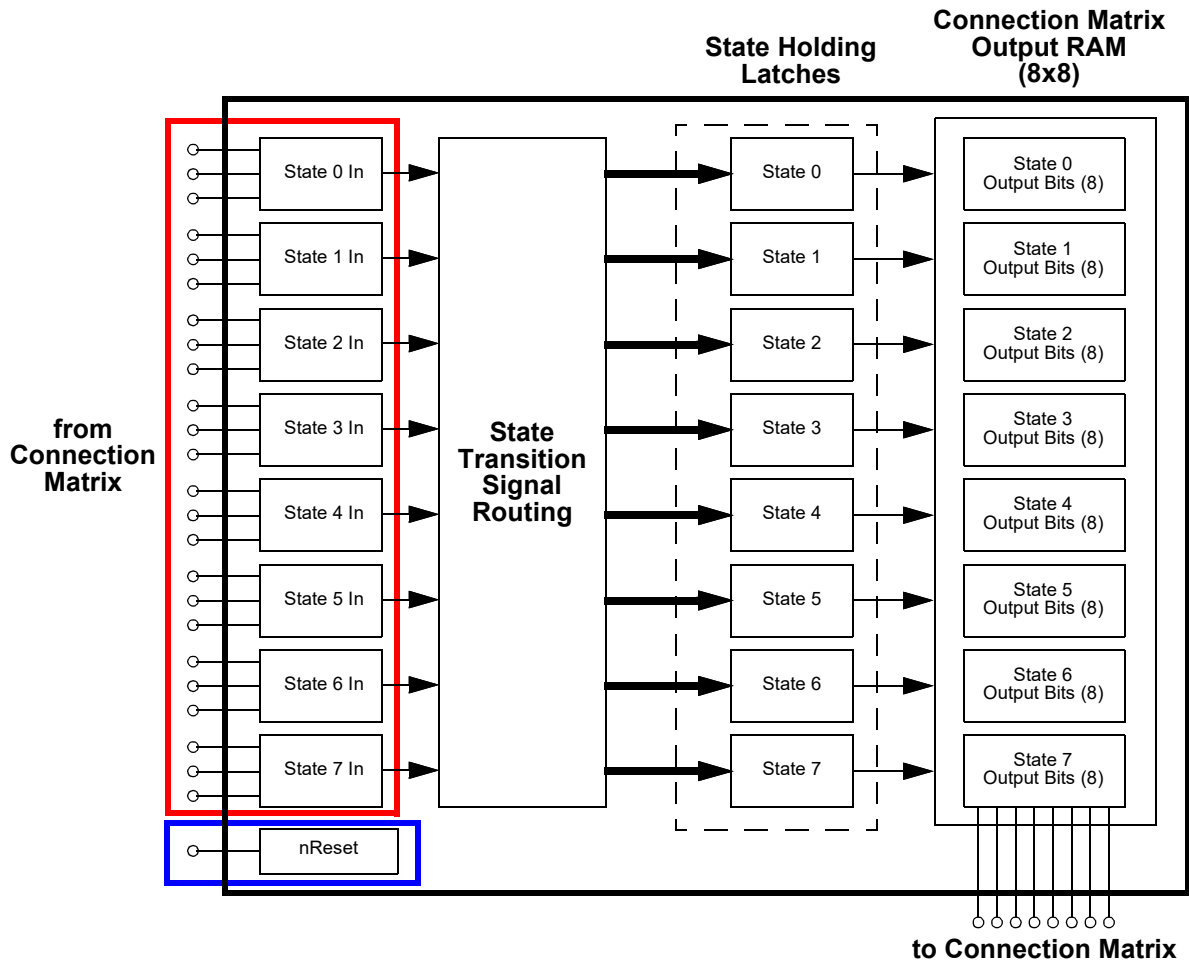 Connection Matrix
Output RAM
(8x8)
State Holding
Latches
from
Connection
Matrix
State 0 In
State 1 In
State 2 In
State 3 In
State 4 In
State 5 In
State 6 In
State 7 In
nReset
State
Transition
Signal
Routing
State 0
State 1
State 2
State 3
State 4
State 5
State 6
State 7
State 0
Output Bits (8)
State 1
Output Bits (8)
State 2
Output Bits (8)
State 3
Output Bits (8)
State 4
Output Bits (8)
State 5
Output Bits (8)
State 6
Output Bits (8)
State 7
Output Bits (8)
to Connection Matrix